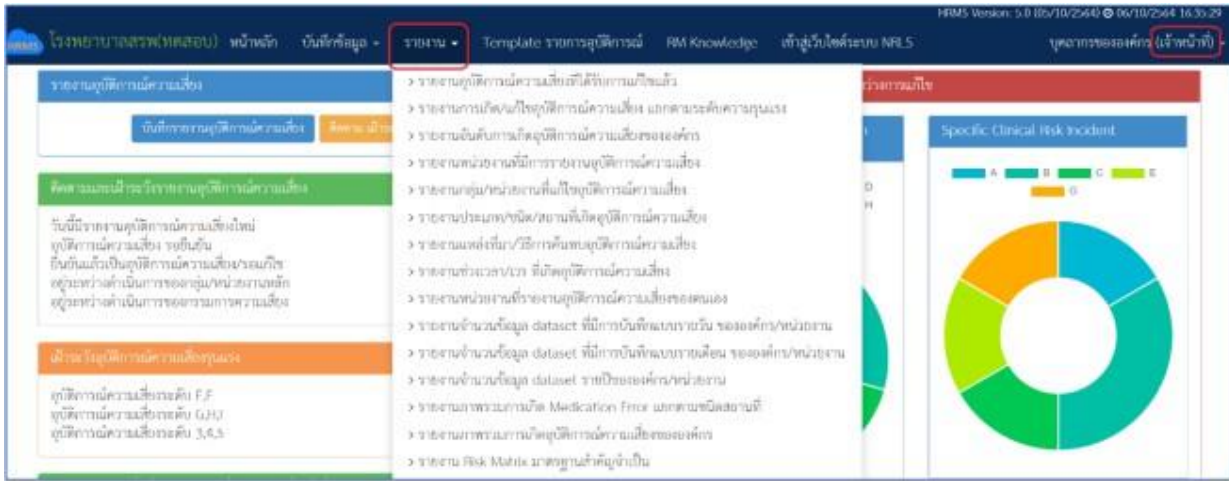 HRMS Version: 5.0 (05/10/2564) 06/10/2564 16:35:29
HRMS โรงพยาบาลสรพ(ทดสอบ) หน้าหลัก บันทึกข้อมูล รายงาน Template รายการอุบัติการณ์ RM Knowledge เข้าสู่เว็บไซต์ระบบ NRLS บุคลากรขององค์กร (เจ้าหน้าที่)
รายงานอุบัติการณ์ความเสี่ยง
บันทึกรายงานอุบัติการณ์ความเสี่ยง
ติดตามและเฝ้าระวังรายงานอุบัติการณ์ความเสี่ยง
วันนี้มีรายงานอุบัติการณ์ความเสี่ยงใหม่
อุบัติการณ์ความเสี่ยง รอยืนยัน
ยืนยันแล้วเป็นอุบัติการณ์ความเสี่ยง/รอแก้ไข
อยู่ระหว่างดำเนินการของกลุ่ม/หน่วยงานหลัก
อยู่ระหว่างดำเนินการของกรรมการความเสี่ยง
เฝ้าระวังอุบัติการณ์ความเสี่ยงรุนแรง
อุบัติการณ์ความเสี่ยงระดับ E,F
อุบัติการณ์ความเสี่ยงระดับ G,H,I
อุบัติการณ์ความเสี่ยงระดับ 3,4,5
> รายงานอุบัติการณ์ความเสี่ยงที่ได้รับการแก้ไขแล้ว
> รายงานการเกิด/แก้ไขอุบัติการณ์ความเสี่ยง แยกตามระดับความรุนแรง
> รายงานอันดับการเกิดอุบัติการณ์ความเสี่ยงขององค์กร
> รายงานหน่วยงานที่มีการรายงานอุบัติการณ์ความเสี่ยง
> รายงานกลุ่ม/หน่วยงานที่แก้ไขอุบัติการณ์ความเสี่ยง
> รายงานประเภท/ชนิด/สถานที่เกิดอุบัติการณ์ความเสี่ยง
> รายงานแหล่งที่มา/วิธีการค้นพบอุบัติการณ์ความเสี่ยง
> รายงานช่วงเวลา/เวร ที่เกิดอุบัติการณ์ความเสี่ยง
> รายงานหน่วยงานที่รายงานอุบัติการณ์ความเสี่ยงของตนเอง
> รายงานจำนวนข้อมูล dataset ที่มีการบันทึกแบบรายวัน ขององค์กร/หน่วยงาน
> รายงานจำนวนข้อมูล dataset ที่มีการบันทึกแบบรายเดือน ขององค์กร/หน่วยงาน
> รายงานจำนวนข้อมูล dataset รายปีขององค์กร/หน่วยงาน
> รายงานภาพรวมการเกิด Medication Error แยกตามชนิดสถานที่
> รายงานภาพรวมการเกิดอุบัติการณ์ความเสี่ยงขององค์กร
> รายงาน Risk Matrix มาตรฐานสำคัญจำเป็น
ว่างการแก้ไข
D
H
Specific Clinical Risk Incident
A B C E
G